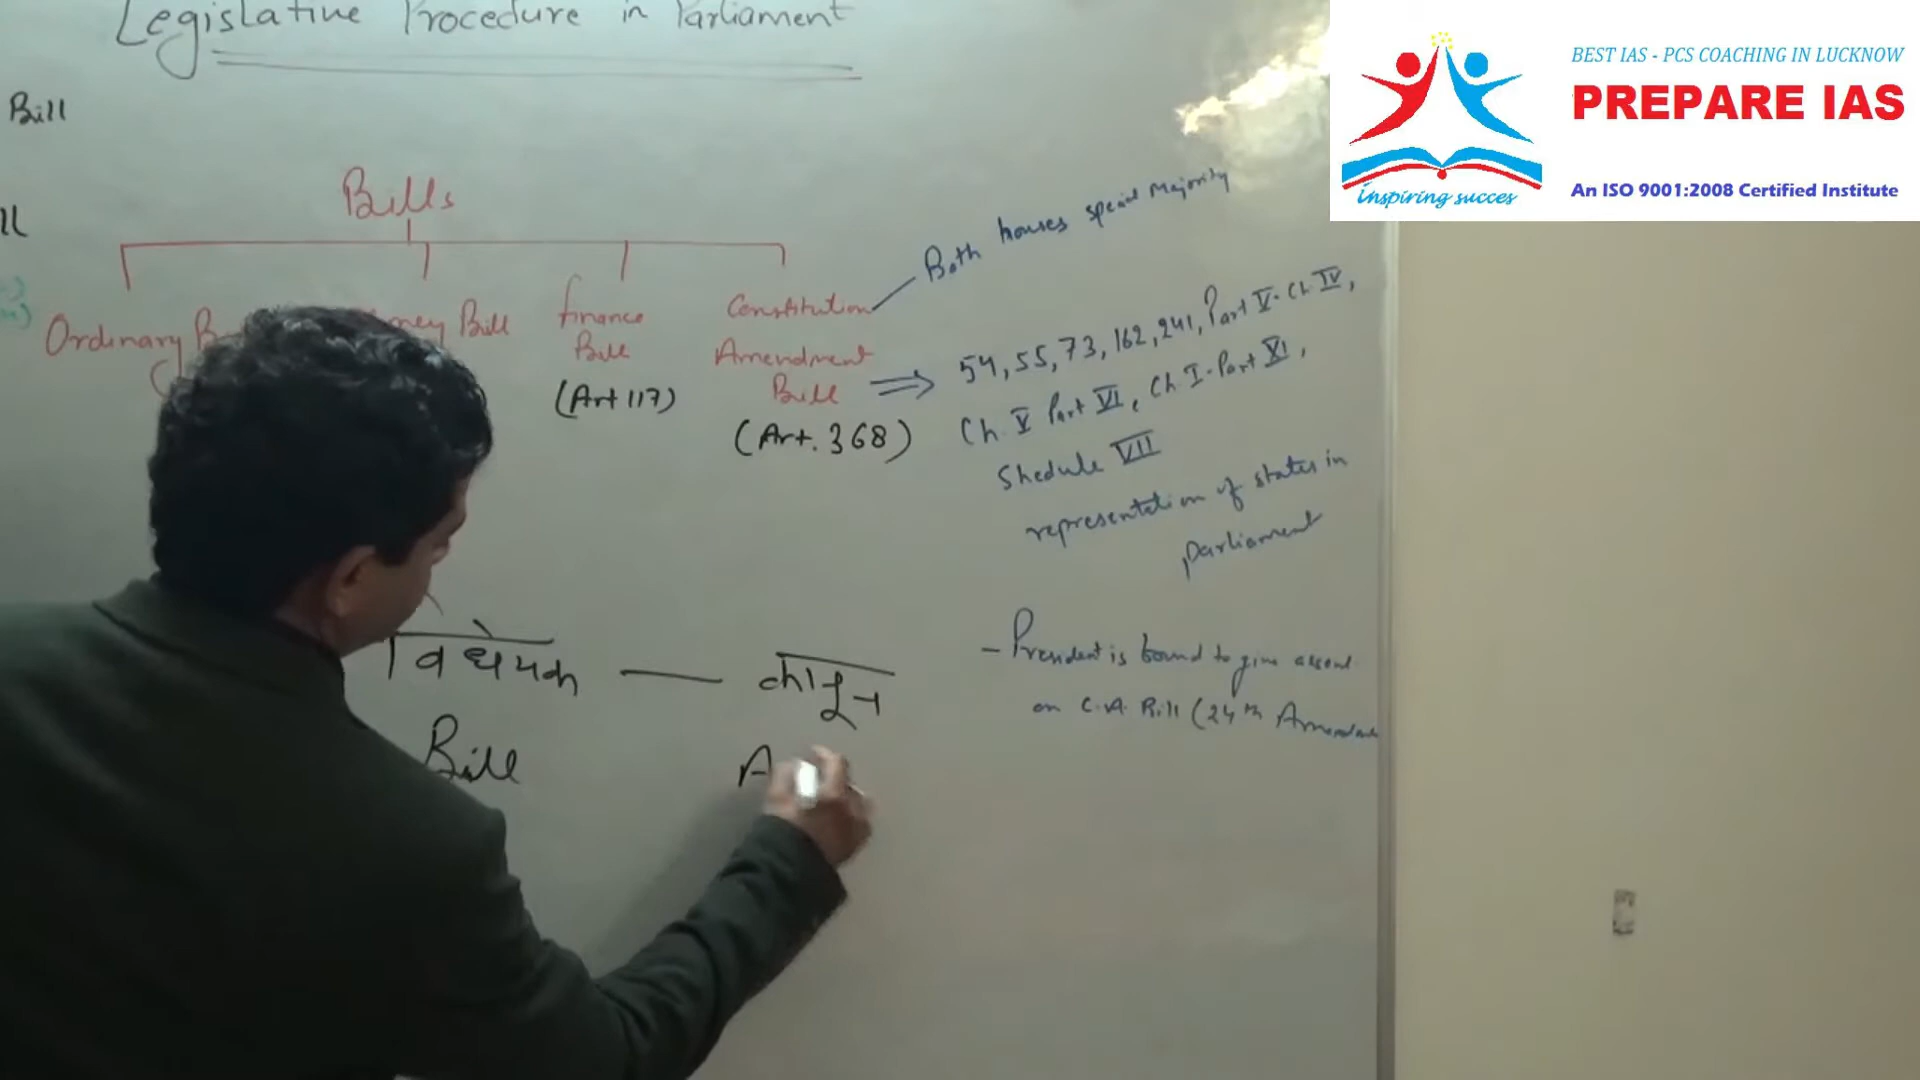 Legislative Procedure in Parliament
Bill
Bills
Both houses special Majority
Ordinary
Bill
Finance
Bill
(Art 117)
Constitution
Amendment
Bill
(Art. 368)
54, 55, 73, 162, 241, Part V - Ch. IV,
Ch. V Part VI, Ch. I - Part XI,
Shedule VII
representation of states in
parliament
विधेयक — कानून
Bill
- President is bound to give assent
on C.A. Bill (24th
BEST IAS - PCS COACHING IN LUCKNOW
PREPARE IAS
An ISO 9001:2008 Certified Institute
inspiring succes